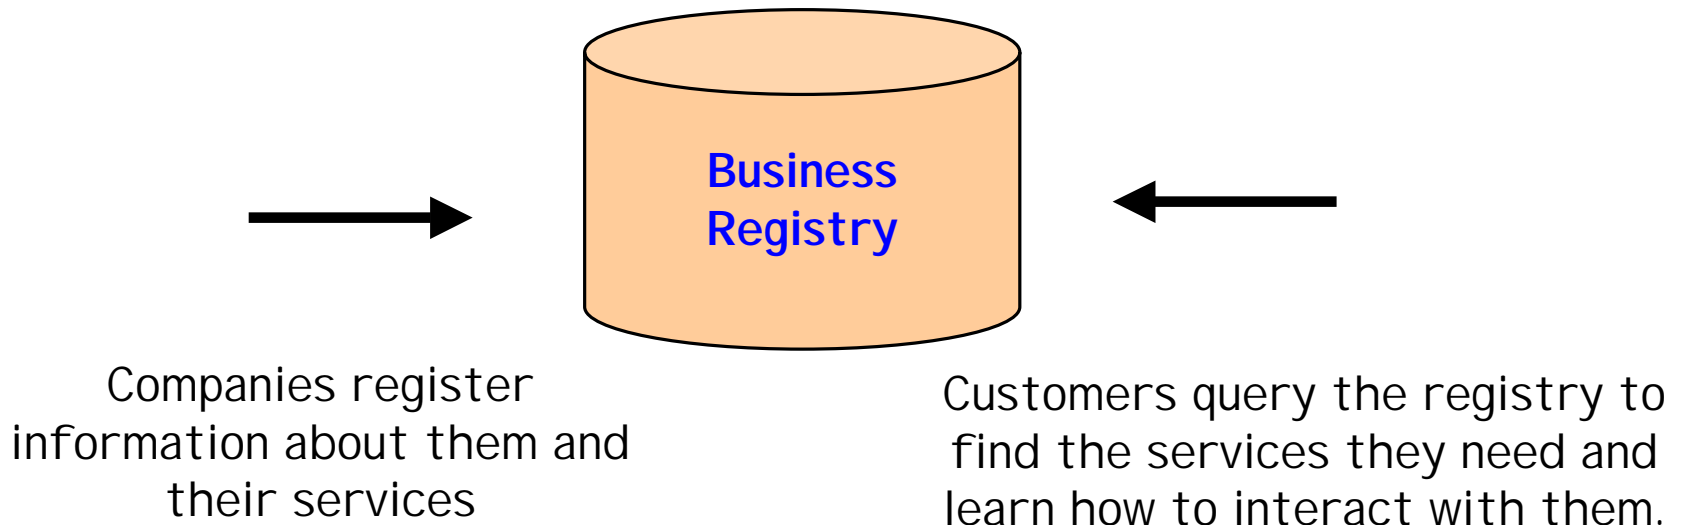 Business
Registry
Companies register
information about them and
their services
Customers query the registry to
find the services they need and
learn how to interact with them.